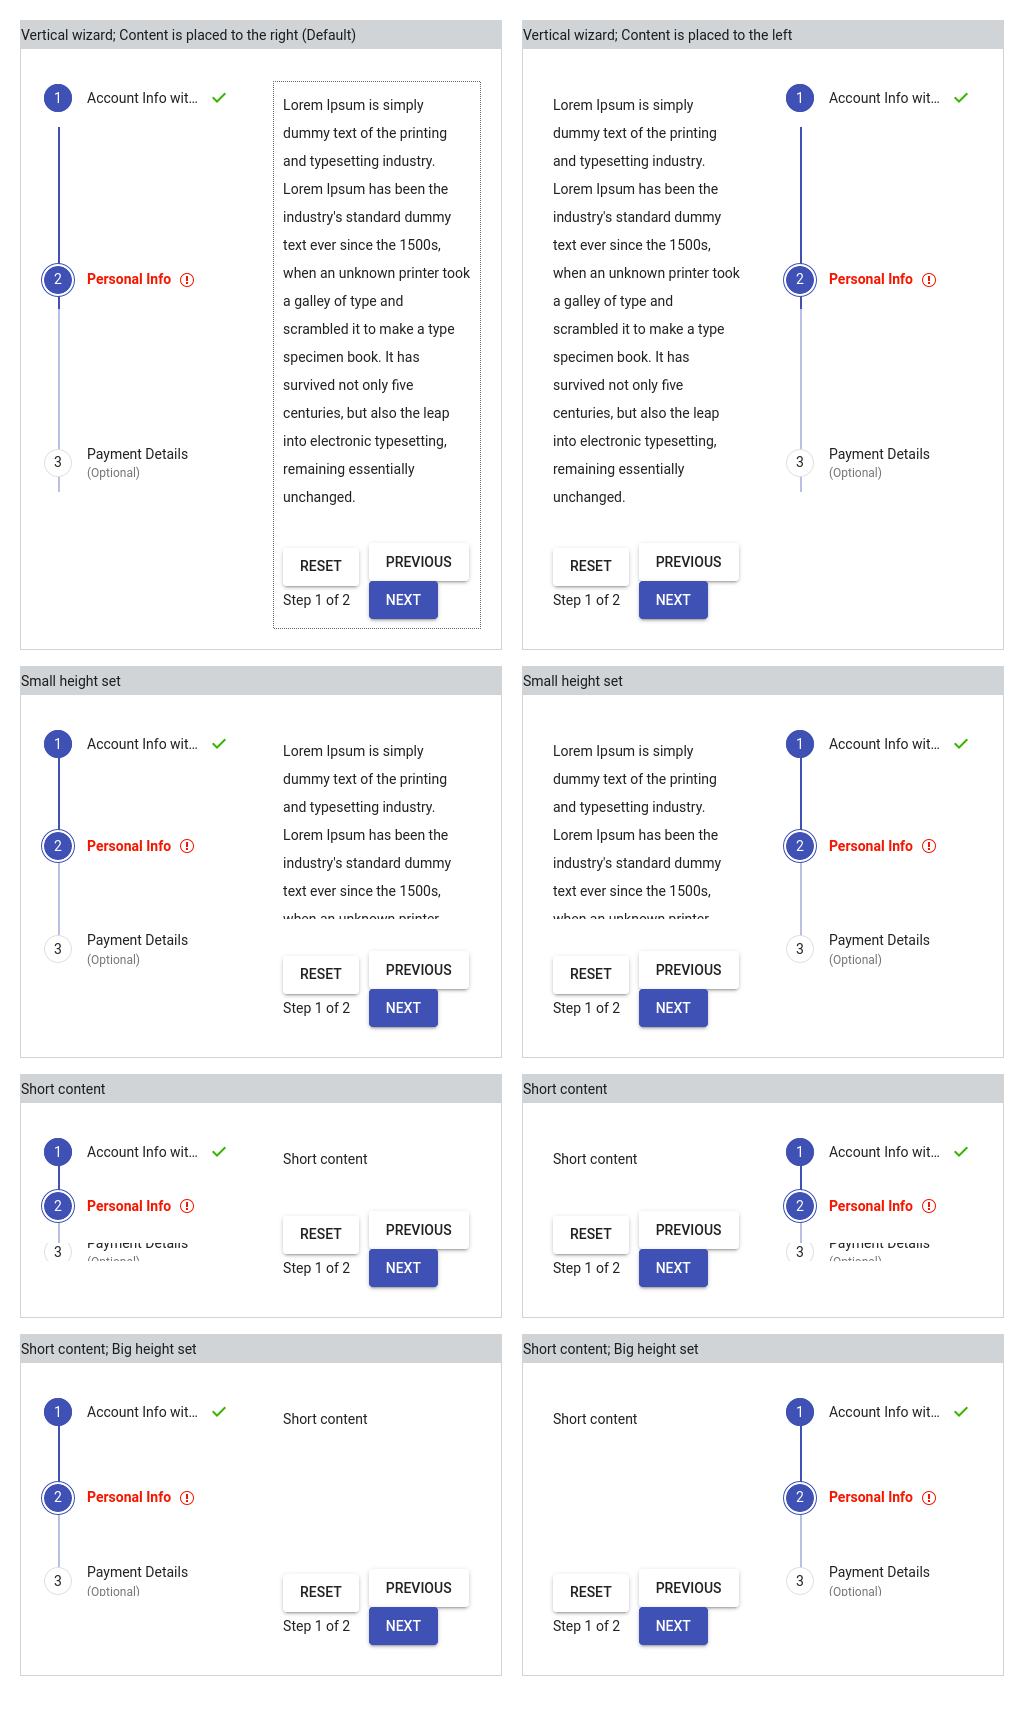 Vertical wizard; Content is placed to the right (Default)
1 Account Info wit...
2 Personal Info
3 Payment Details
(Optional)
Lorem Ipsum is simply
dummy text of the printing
and typesetting industry.
Lorem Ipsum has been the
industry's standard dummy
text ever since the 1500s,
when an unknown printer took
a galley of type and
scrambled it to make a type
specimen book. It has
survived not only five
centuries, but also the leap
into electronic typesetting,
remaining essentially
unchanged.
RESET PREVIOUS
Step 1 of 2 NEXT
Vertical wizard; Content is placed to the left
Lorem Ipsum is simply
dummy text of the printing
and typesetting industry.
Lorem Ipsum has been the
industry's standard dummy
text ever since the 1500s,
when an unknown printer took
a galley of type and
scrambled it to make a type
specimen book. It has
survived not only five
centuries, but also the leap
into electronic typesetting,
remaining essentially
unchanged.
RESET PREVIOUS
Step 1 of 2 NEXT
1 Account Info wit...
2 Personal Info
3 Payment Details
(Optional)
Small height set
1 Account Info wit...
2 Personal Info
3 Payment Details
(Optional)
Lorem Ipsum is simply
dummy text of the printing
and typesetting industry.
Lorem Ipsum has been the
industry's standard dummy
text ever since the 1500s,
when an unknown printer
RESET PREVIOUS
Step 1 of 2 NEXT
Small height set
Lorem Ipsum is simply
dummy text of the printing
and typesetting industry.
Lorem Ipsum has been the
industry's standard dummy
text ever since the 1500s,
when an unknown printer
RESET PREVIOUS
Step 1 of 2 NEXT
1 Account Info wit...
2 Personal Info
3 Payment Details
(Optional)
Short content
1 Account Info wit...
2 Personal Info
3 Payment Details
(Optional)
Short content
RESET PREVIOUS
Step 1 of 2 NEXT
Short content
Short content
RESET PREVIOUS
Step 1 of 2 NEXT
1 Account Info wit...
2 Personal Info
3 Payment Details
(Optional)
Short content; Big height set
1 Account Info wit...
2 Personal Info
3 Payment Details
(Optional)
Short content
RESET PREVIOUS
Step 1 of 2 NEXT
Short content; Big height set
Short content
RESET PREVIOUS
Step 1 of 2 NEXT
1 Account Info wit...
2 Personal Info
3 Payment Details
(Optional)